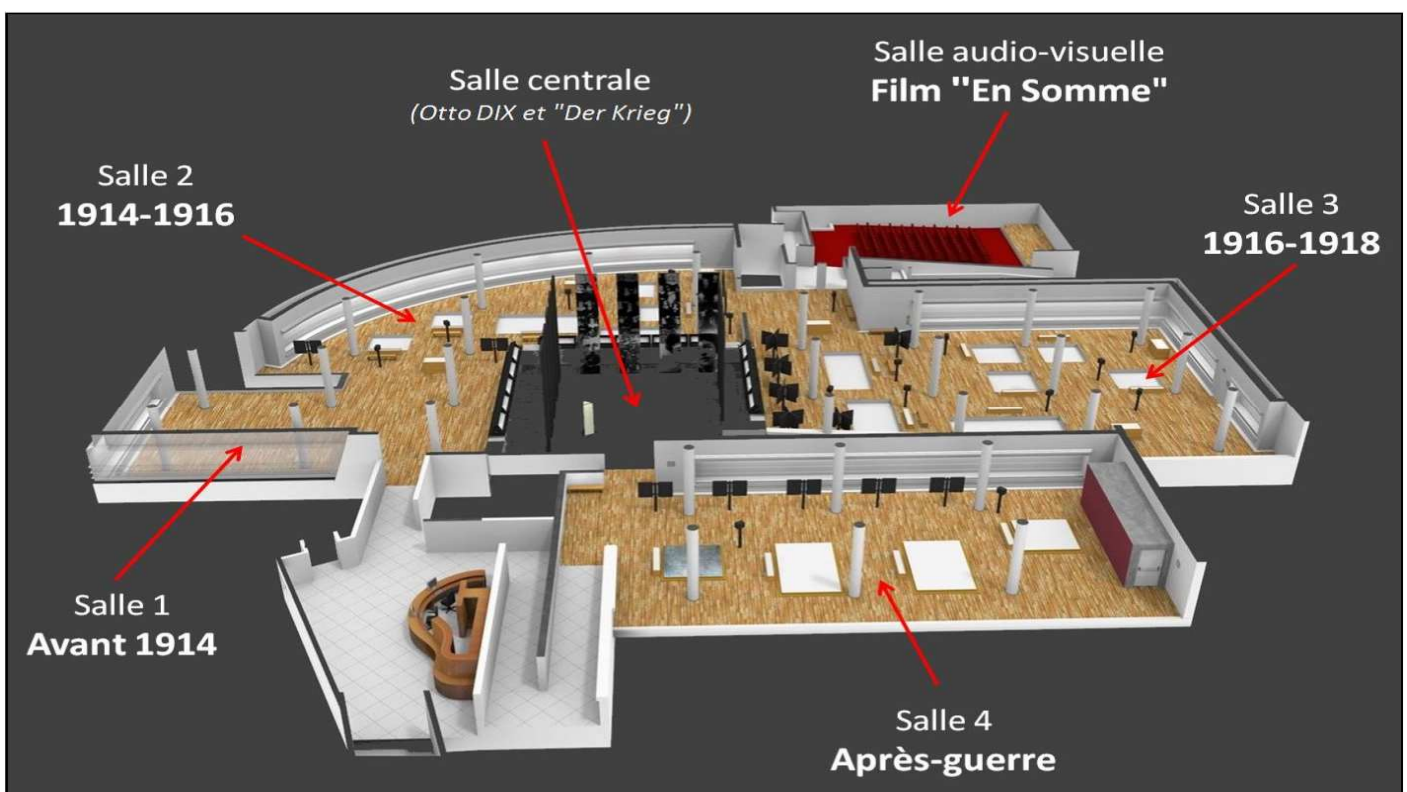 Salle audio-visuelle
Film "En Somme"
Salle centrale
(Otto DIX et "Der Krieg")
Salle 2
1914-1916
Salle 3
1916-1918
Salle 1
Avant 1914
Salle 4
Après-guerre